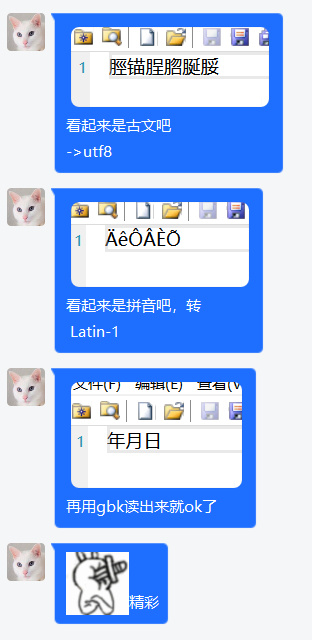 1 脛锚脭脗脠脮
看起来是古文吧
->utf8
1 ÄêÔÂÈÕ
看起来是拼音吧，转
Latin-1
文件(F) 编辑(E) 查看(V
1 年月日
再用gbk读出来就ok了
精彩